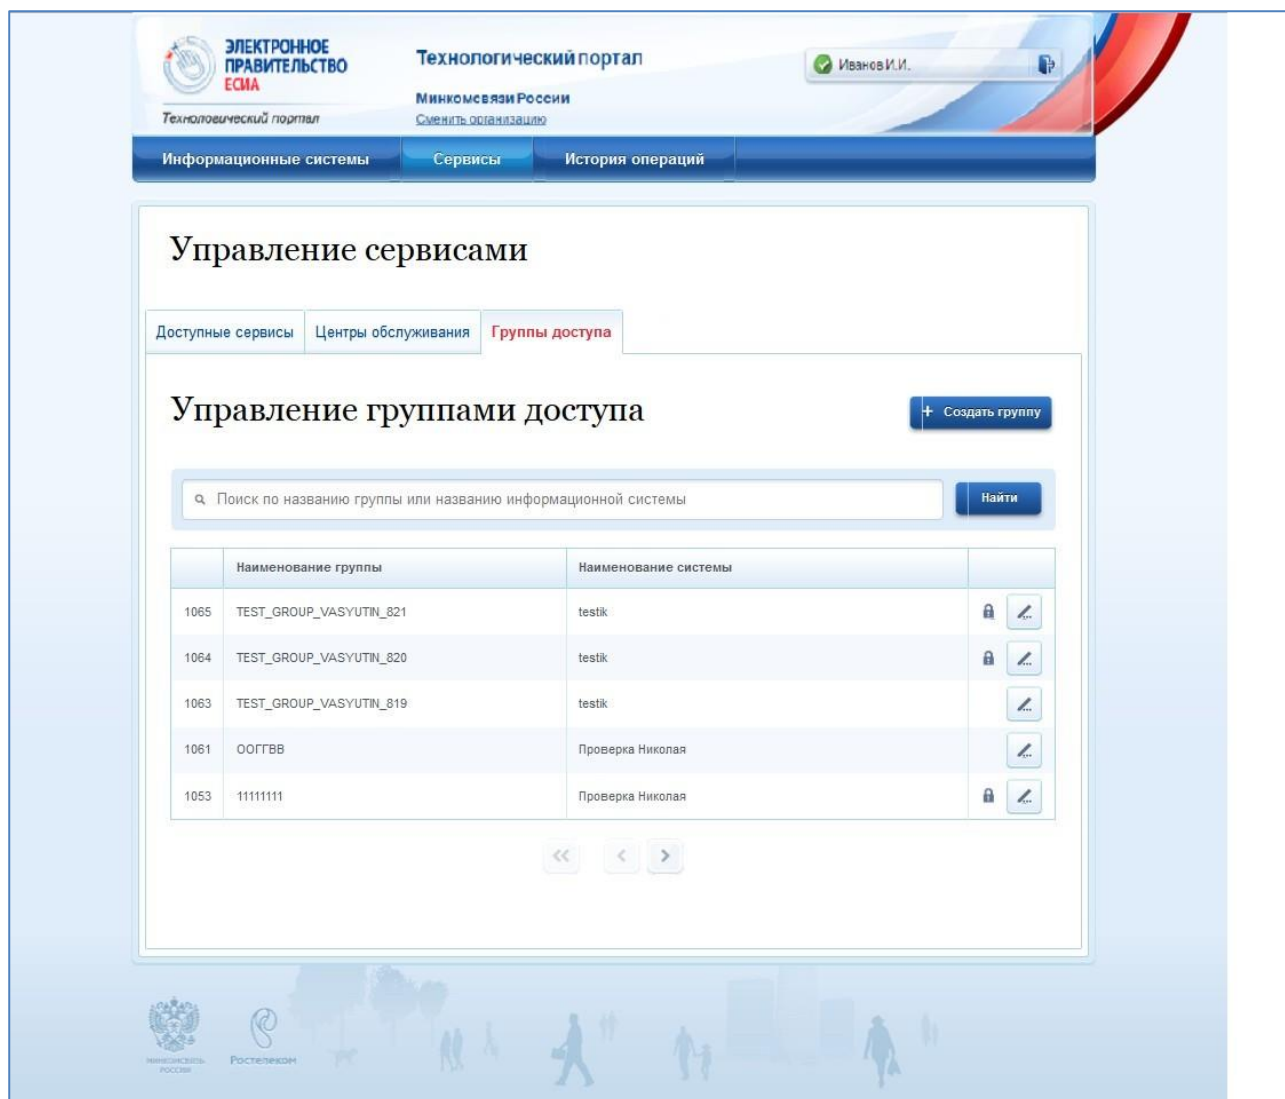 ЭЛЕКТРОННОЕ
ПРАВИТЕЛЬСТВО
ЕСИА
Технологический портал
Технологический портал
Минкомсвязи России
Сменить организацию
Иванов И.И.
Информационные системы Сервисы История операций
Управление сервисами
Доступные сервисы Центры обслуживания Группы доступа
Управление группами доступа
+ Создать группу
Поиск по названию группы или названию информационной системы
Найти
Наименование группы Наименование системы
1065 TEST_GROUP_VASYUTIN_821 testik
1064 TEST_GROUP_VASYUTIN_820 testik
1063 TEST_GROUP_VASYUTIN_819 testik
1061 ООГГВВ Проверка Николая
1053 11111111 Проверка Николая
МИНКОМСВЯЗЬ
РОССИИ
Ростелеком